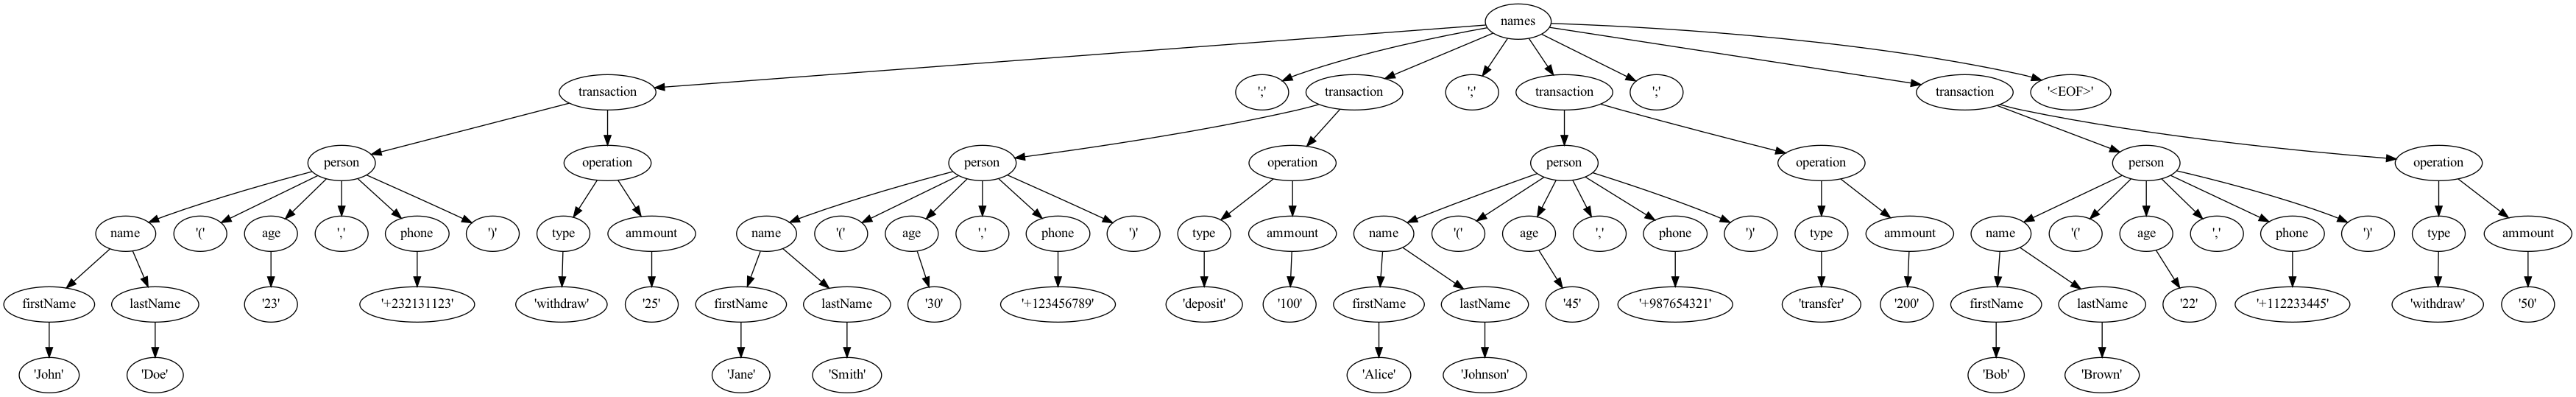 names
transaction ';' transaction ';' transaction ';' transaction '<EOF>'
person operation person operation person operation person operation
name '(' age ',' phone ')' type ammount name '(' age ',' phone ')' type ammount name '(' age ',' phone ')' type ammount name '(' age ',' phone ')' type ammount
firstName lastName '23' '+232131123' 'withdraw' '25' firstName lastName '30' '+123456789' 'deposit' '100' firstName lastName '45' '+987654321' 'transfer' '200' firstName lastName '22' '+112233445' 'withdraw' '50'
'John' 'Doe' 'Jane' 'Smith' 'Alice' 'Johnson' 'Bob' 'Brown'